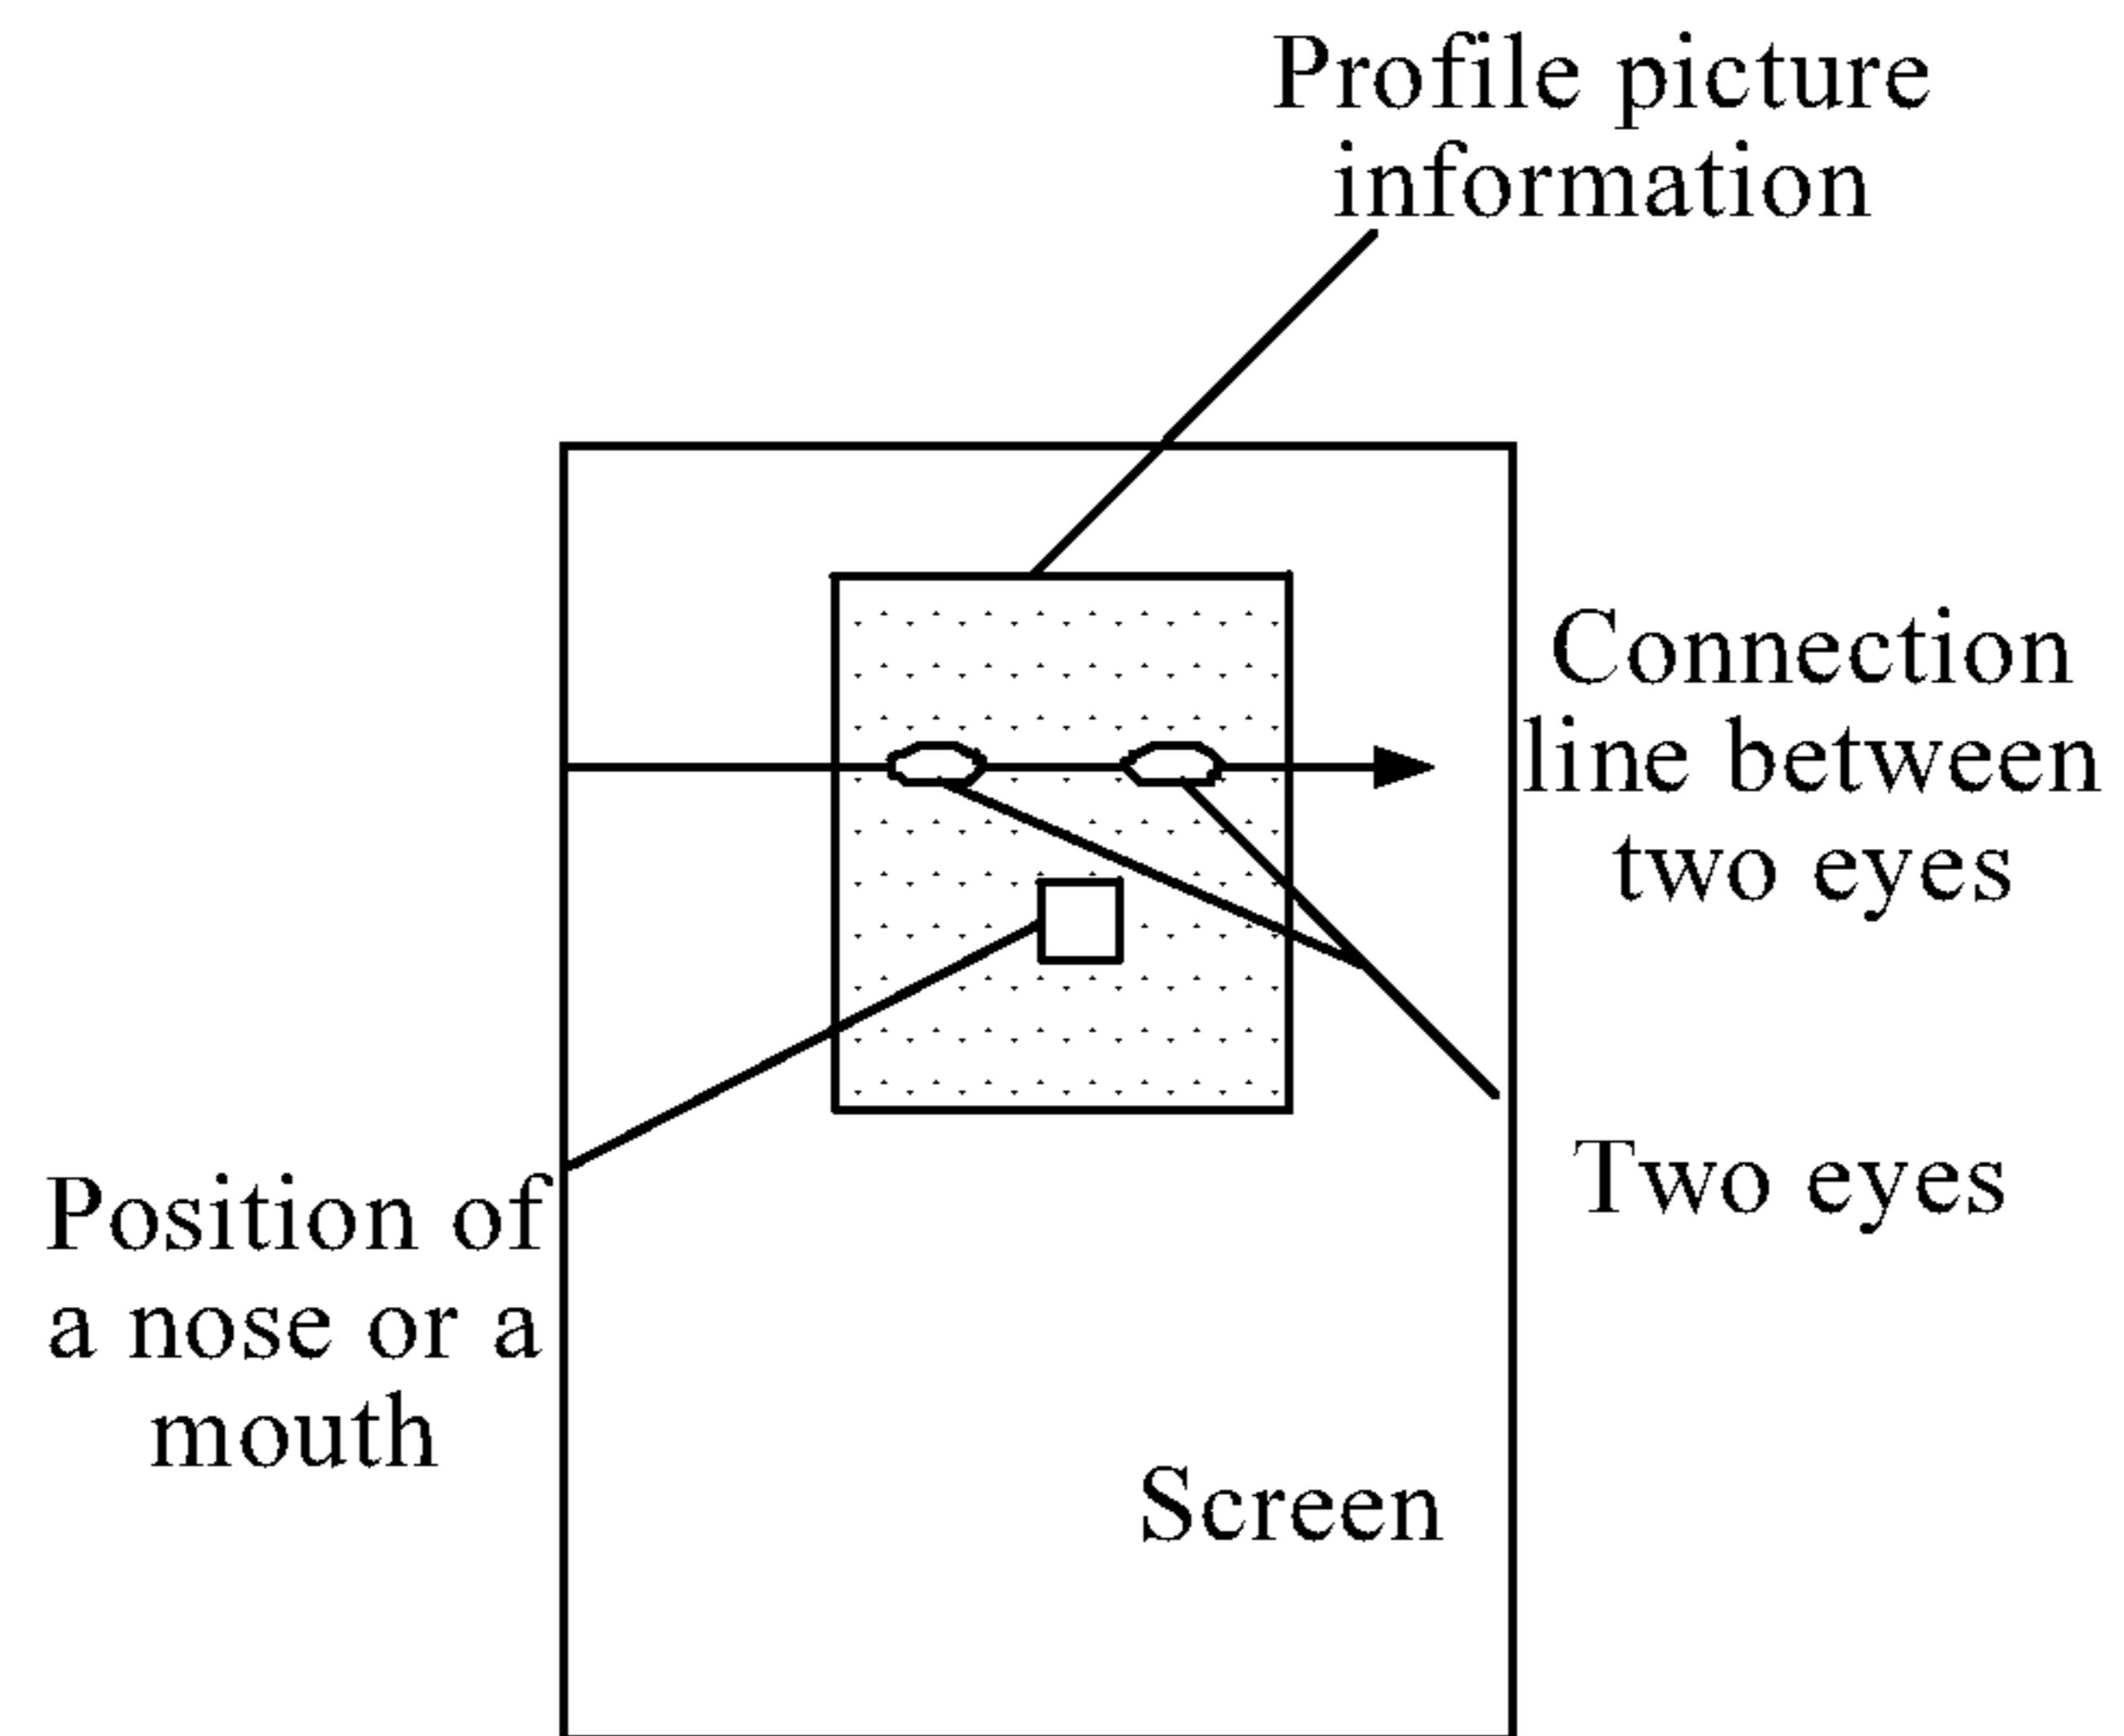 Profile picture
information
Connection
line between
two eyes
Two eyes
Position of
a nose or a
mouth
Screen